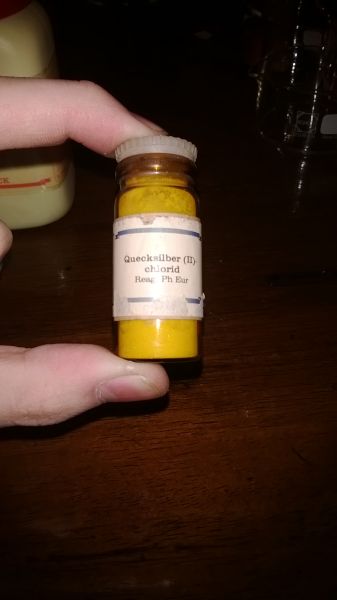 Quecksilber (II)-
chlorid
Reag. Ph Eur